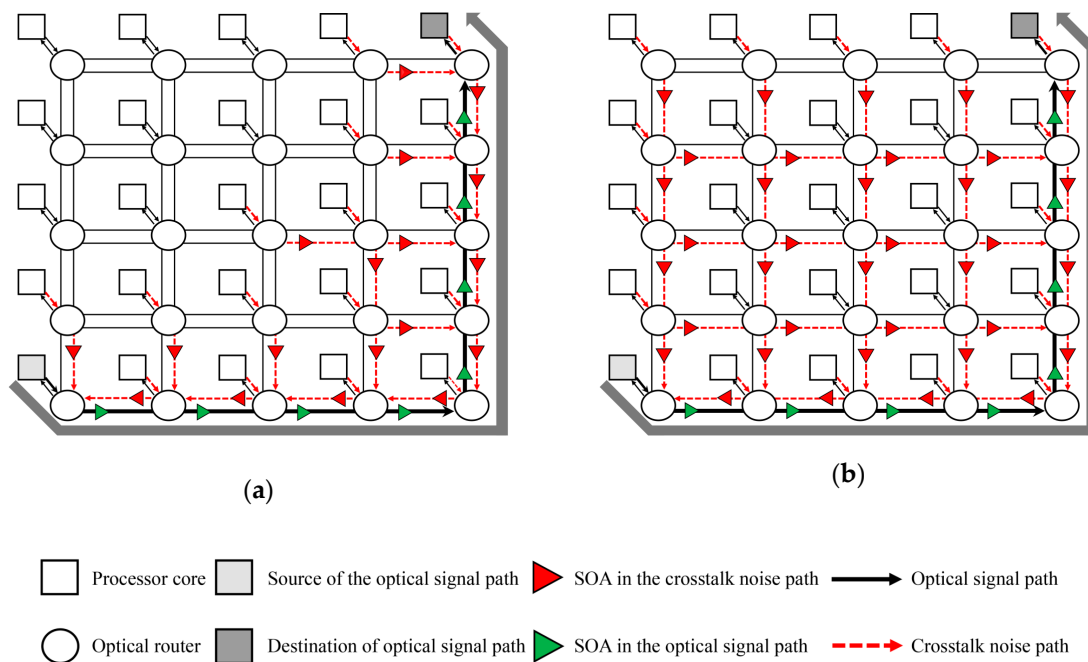 (a)
(b)
Processor core
Source of the optical signal path
SOA in the crosstalk noise path
Optical signal path
Optical router
Destination of optical signal path
SOA in the optical signal path
Crosstalk noise path